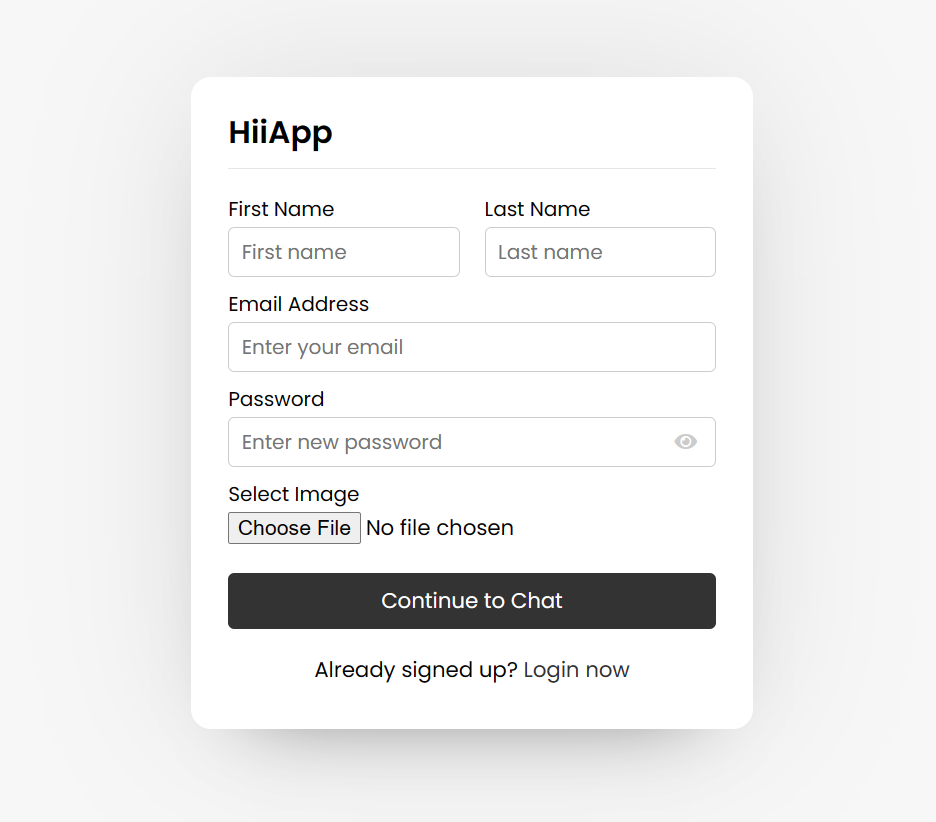 HiiApp
First Name Last Name
First name Last name
Email Address
Enter your email
Password
Enter new password
Select Image
Choose File No file chosen
Continue to Chat
Already signed up? Login now